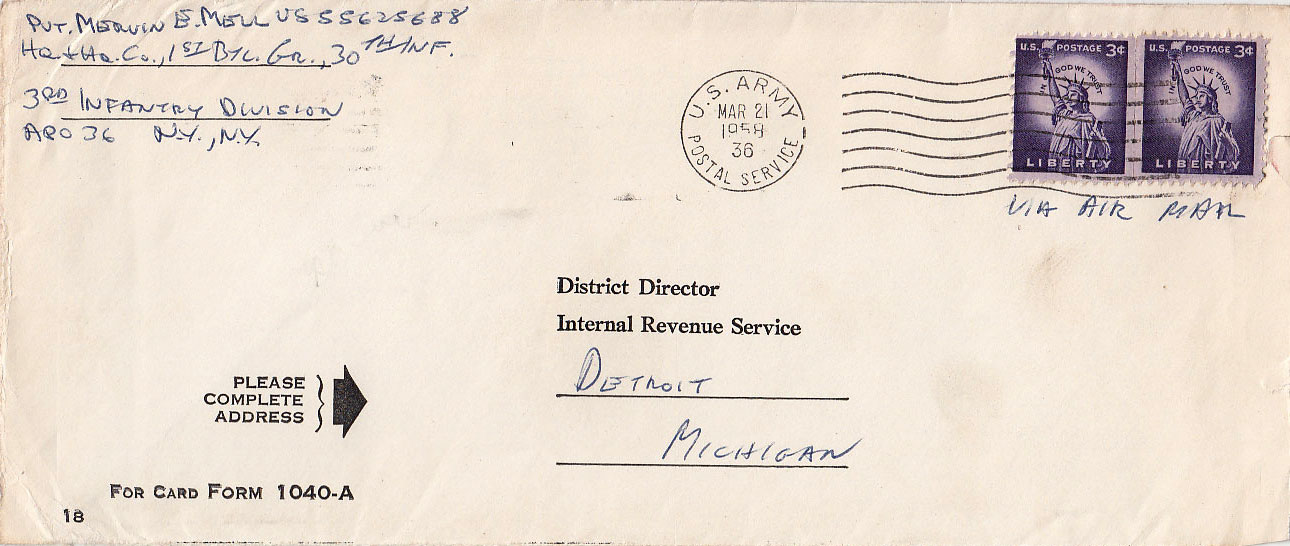 PVT. MERVIN E. MELL US 55625688
HQ + HQ. Co., 1ST BTL. GR., 30TH INF.
3RD INFANTRY DIVISION
APO 36 N.Y., N.Y.
U.S. ARMY
MAR 21
1958
36
POSTAL SERVICE
U.S. POSTAGE 3¢
IN GOD WE TRUST
LIBERTY
U.S. POSTAGE 3¢
IN GOD WE TRUST
LIBERTY
VIA AIR MAIL
District Director
Internal Revenue Service
DETROIT
MICHIGAN
PLEASE
COMPLETE
ADDRESS
FOR CARD FORM 1040-A
18